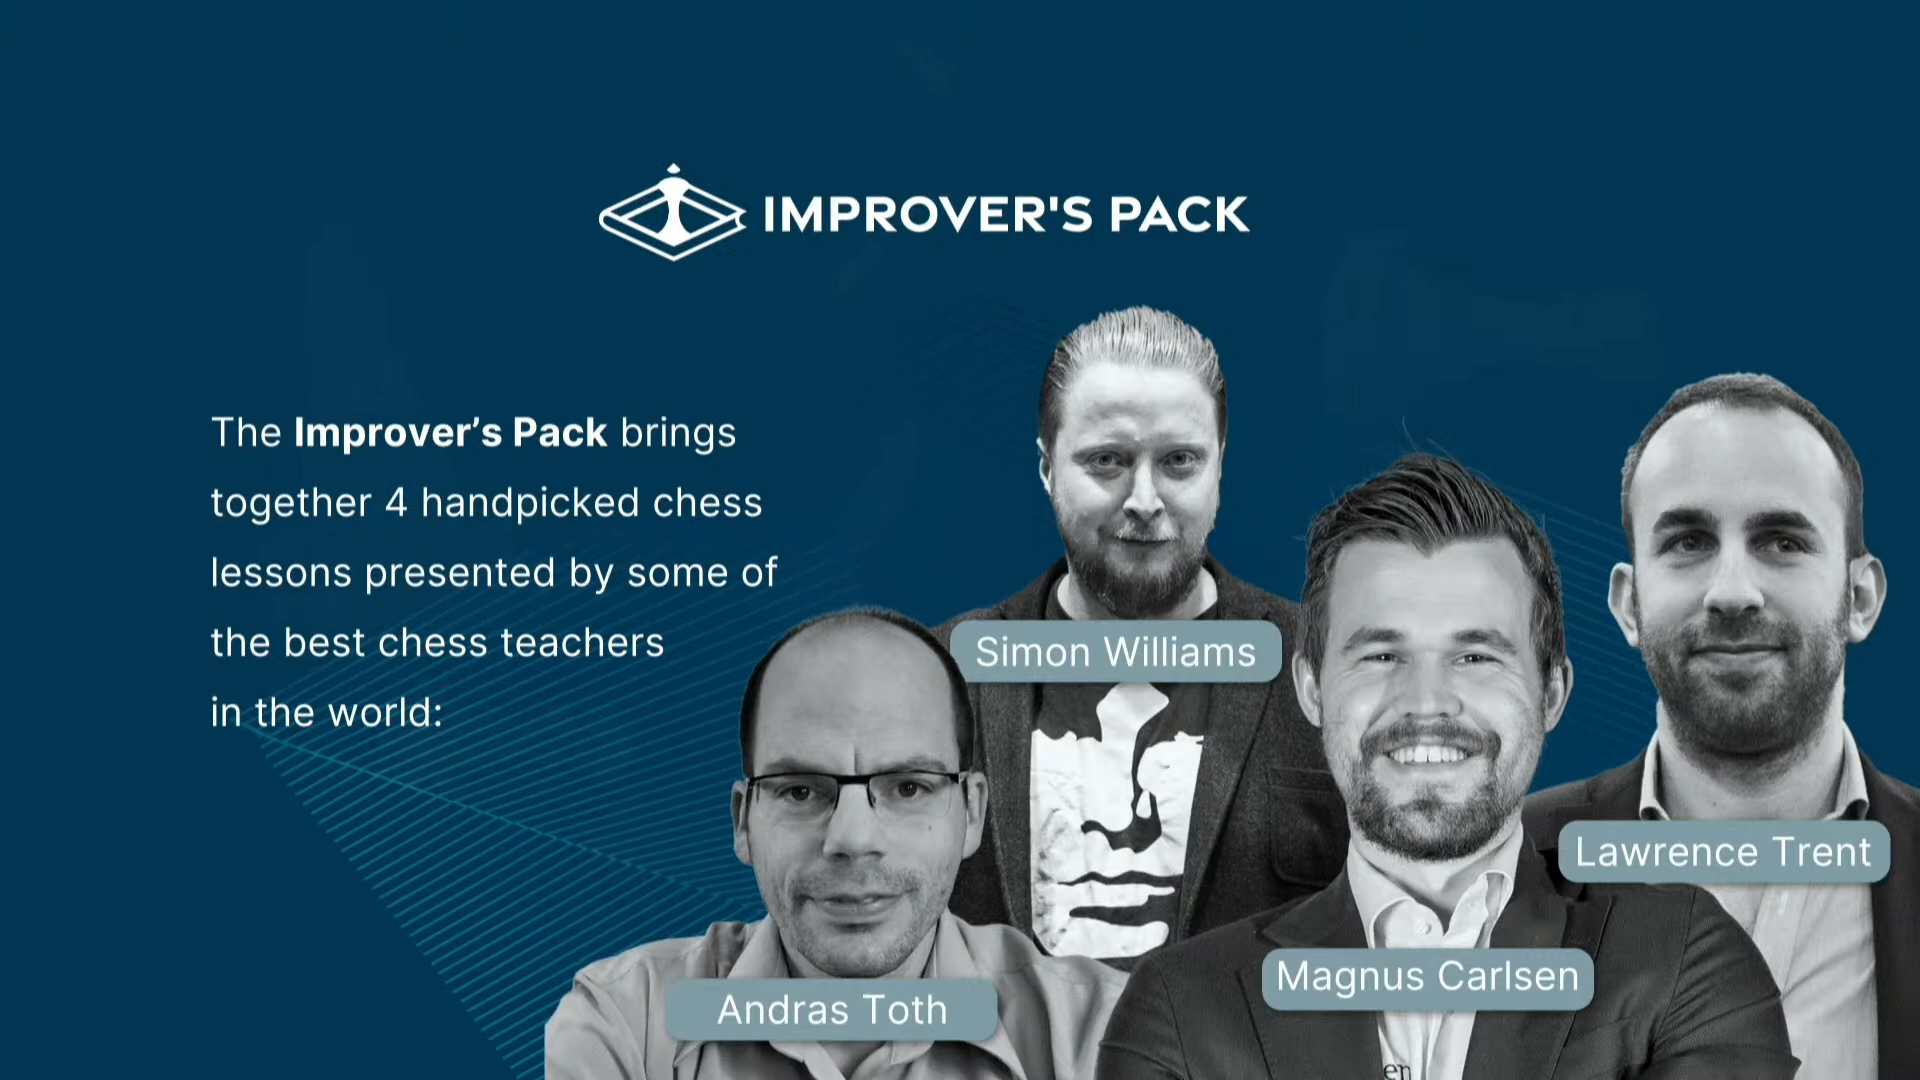 IMPROVER'S PACK
The Improver’s Pack brings
together 4 handpicked chess
lessons presented by some of
the best chess teachers
in the world:
Simon Williams
Lawrence Trent
Magnus Carlsen
Andras Toth
en